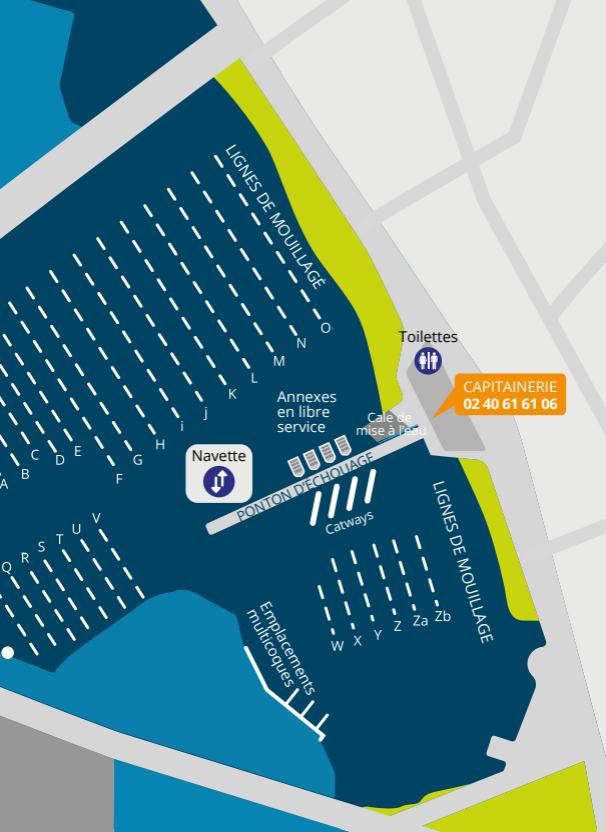 LIGNES DE MOUILLAGE
O
N
M
L
K
j
i
H
G
F
E
D
C
B
A
Toilettes
CAPITAINERIE
02 40 61 61 06
Annexes
en libre
service
Cale de
mise à l'eau
Navette
PONTON D'ÉCHOUAGE
Catways
LIGNES DE MOUILLAGE
V
U
T
S
R
Q
W
X
Y
Z
Za
Zb
Emplacements
multicoques